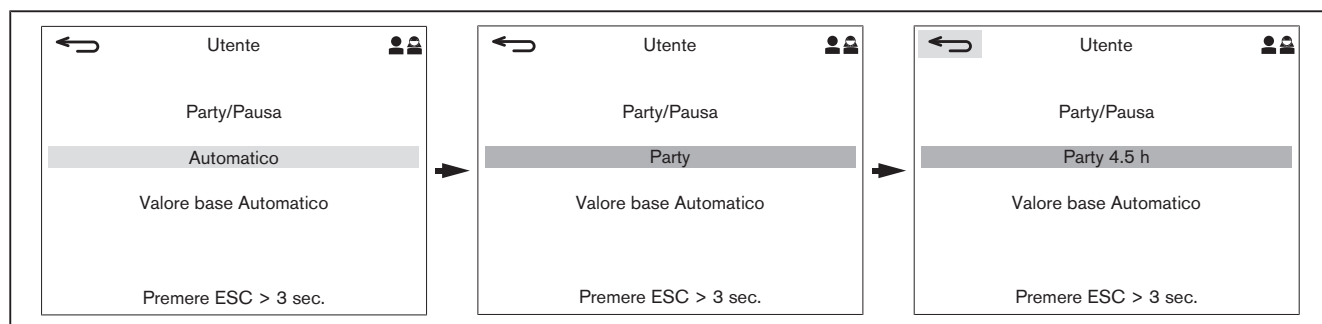 Utente
Party/Pausa
Automatico
Valore base Automatico
Premere ESC > 3 sec.
Utente
Party/Pausa
Party
Valore base Automatico
Premere ESC > 3 sec.
Utente
Party/Pausa
Party 4.5 h
Valore base Automatico
Premere ESC > 3 sec.